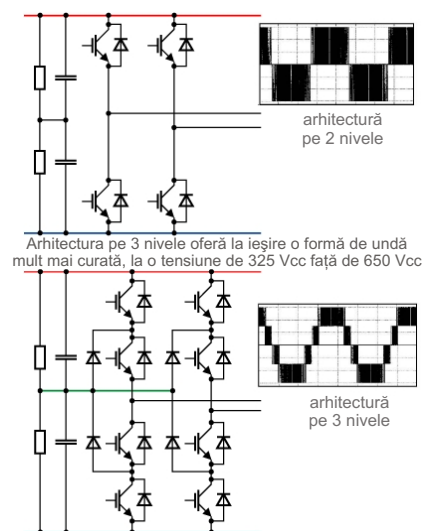 arhitectură
pe 2 nivele
Arhitectura pe 3 nivele oferă la ieşire o formă de undă
mult mai curată, la o tensiune de 325 Vcc faţă de 650 Vcc
arhitectură
pe 3 nivele